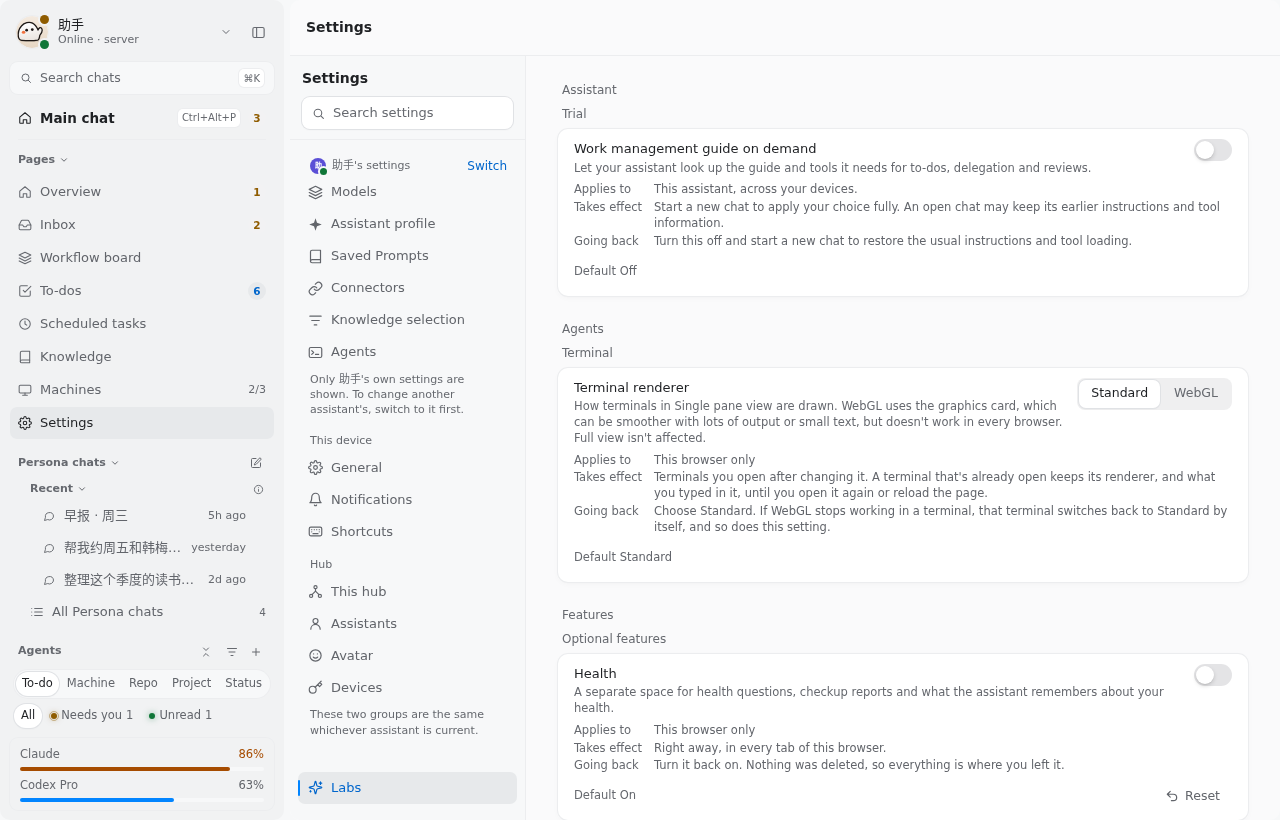 助手
Online · server
Search chats
⌘K
Main chat
Ctrl+Alt+P
3
Pages
Overview
1
Inbox
2
Workflow board
To-dos
6
Scheduled tasks
Knowledge
Machines
2/3
Settings
Persona chats
Recent
早报 · 周三
5h ago
帮我约周五和韩梅…
yesterday
整理这个季度的读书…
2d ago
All Persona chats
4
Agents
To-do
Machine
Repo
Project
Status
All
Needs you 1
Unread 1
Claude
86%
Codex Pro
63%
Settings
Settings
Search settings
助手's settings
Switch
Models
Assistant profile
Saved Prompts
Connectors
Knowledge selection
Agents
Only 助手's own settings are
shown. To change another
assistant's, switch to it first.
This device
General
Notifications
Shortcuts
Hub
This hub
Assistants
Avatar
Devices
These two groups are the same
whichever assistant is current.
Labs
Assistant
Trial
Work management guide on demand
Let your assistant look up the guide and tools it needs for to-dos, delegation and reviews.
Applies to
This assistant, across your devices.
Takes effect
Start a new chat to apply your choice fully. An open chat may keep its earlier instructions and tool
information.
Going back
Turn this off and start a new chat to restore the usual instructions and tool loading.
Default Off
Agents
Terminal
Terminal renderer
Standard
WebGL
How terminals in Single pane view are drawn. WebGL uses the graphics card, which
can be smoother with lots of output or small text, but doesn't work in every browser.
Full view isn't affected.
Applies to
This browser only
Takes effect
Terminals you open after changing it. A terminal that's already open keeps its renderer, and what
you typed in it, until you open it again or reload the page.
Going back
Choose Standard. If WebGL stops working in a terminal, that terminal switches back to Standard by
itself, and so does this setting.
Default Standard
Features
Optional features
Health
A separate space for health questions, checkup reports and what the assistant remembers about your
health.
Applies to
This browser only
Takes effect
Right away, in every tab of this browser.
Going back
Turn it back on. Nothing was deleted, so everything is where you left it.
Default On
Reset